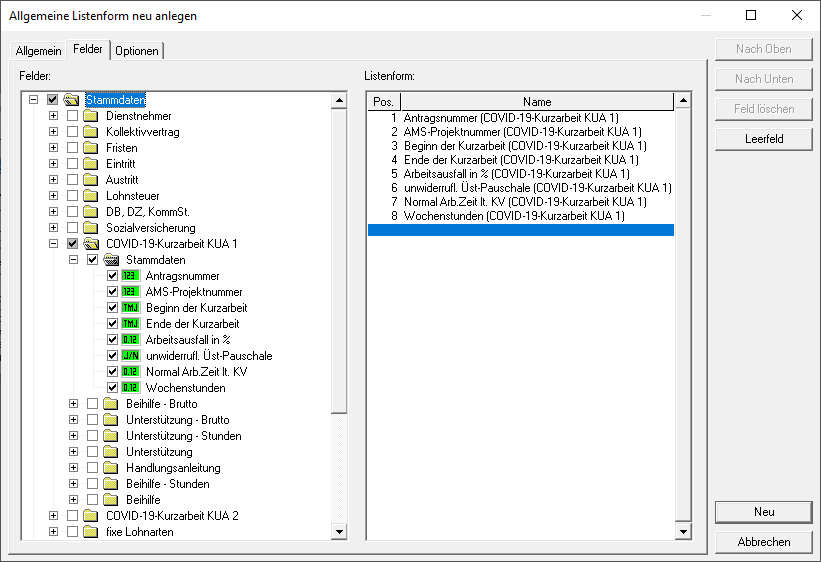 Allgemeine Listenform neu anlegen
Allgemein Felder Optionen
Felder:
Stammdaten
Dienstnehmer
Kollektivvertrag
Fristen
Eintritt
Austritt
Lohnsteuer
DB, DZ, KommSt.
Sozialversicherung
COVID-19-Kurzarbeit KUA 1
Stammdaten
123 Antragsnummer
123 AMS-Projektnummer
TMJ Beginn der Kurzarbeit
TMJ Ende der Kurzarbeit
0.12 Arbeitsausfall in %
J/N unwiderrufl. Üst-Pauschale
0.12 Normal Arb.Zeit lt. KV
0.12 Wochenstunden
Beihilfe - Brutto
Unterstützung - Brutto
Unterstützung - Stunden
Unterstützung
Handlungsanleitung
Beihilfe - Stunden
Beihilfe
COVID-19-Kurzarbeit KUA 2
fixe Lohnarten
Listenform:
Pos. Name
1 Antragsnummer (COVID-19-Kurzarbeit KUA 1)
2 AMS-Projektnummer (COVID-19-Kurzarbeit KUA 1)
3 Beginn der Kurzarbeit (COVID-19-Kurzarbeit KUA 1)
4 Ende der Kurzarbeit (COVID-19-Kurzarbeit KUA 1)
5 Arbeitsausfall in % (COVID-19-Kurzarbeit KUA 1)
6 unwiderrufl. Üst-Pauschale (COVID-19-Kurzarbeit KUA 1)
7 Normal Arb.Zeit lt. KV (COVID-19-Kurzarbeit KUA 1)
8 Wochenstunden (COVID-19-Kurzarbeit KUA 1)
Nach Oben
Nach Unten
Feld löschen
Leerfeld
Neu
Abbrechen